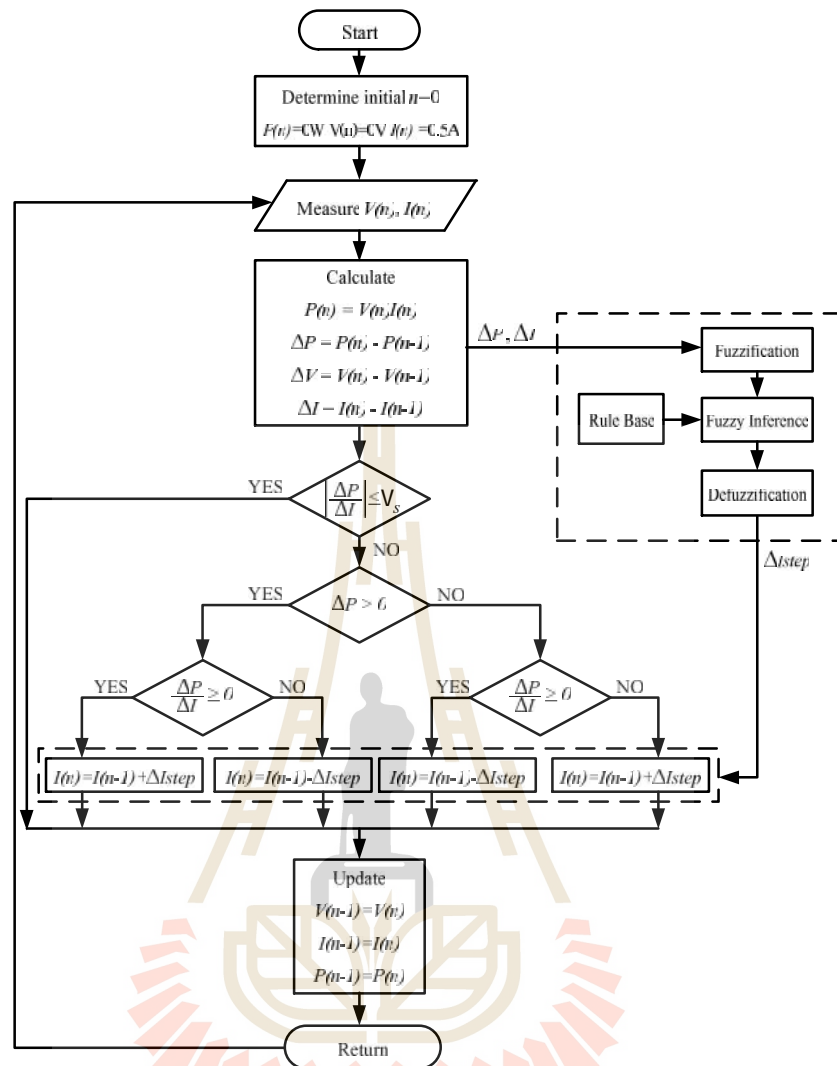 Start
Determine initial n=0
P(n)=0W V(n)=0V I(n) =0.5A
Measure V(n), I(n)
Calculate
P(n) = V(n)I(n)
ΔP = P(n) - P(n-1)
ΔV = V(n) - V(n-1)
ΔI = I(n) - I(n-1)
ΔP, ΔI
Fuzzification
Rule Base
Fuzzy Inference
Defuzzification
ΔIstep
YES
|ΔP/ΔI| ≤ Vs
NO
YES
ΔP > 0
NO
YES
ΔP/ΔI ≥ 0
NO
YES
ΔP/ΔI ≥ 0
NO
I(n)=I(n-1)+ΔIstep
I(n)=I(n-1)-ΔIstep
I(n)=I(n-1)-ΔIstep
I(n)=I(n-1)+ΔIstep
Update
V(n-1)=V(n)
I(n-1)=I(n)
P(n-1)=P(n)
Return